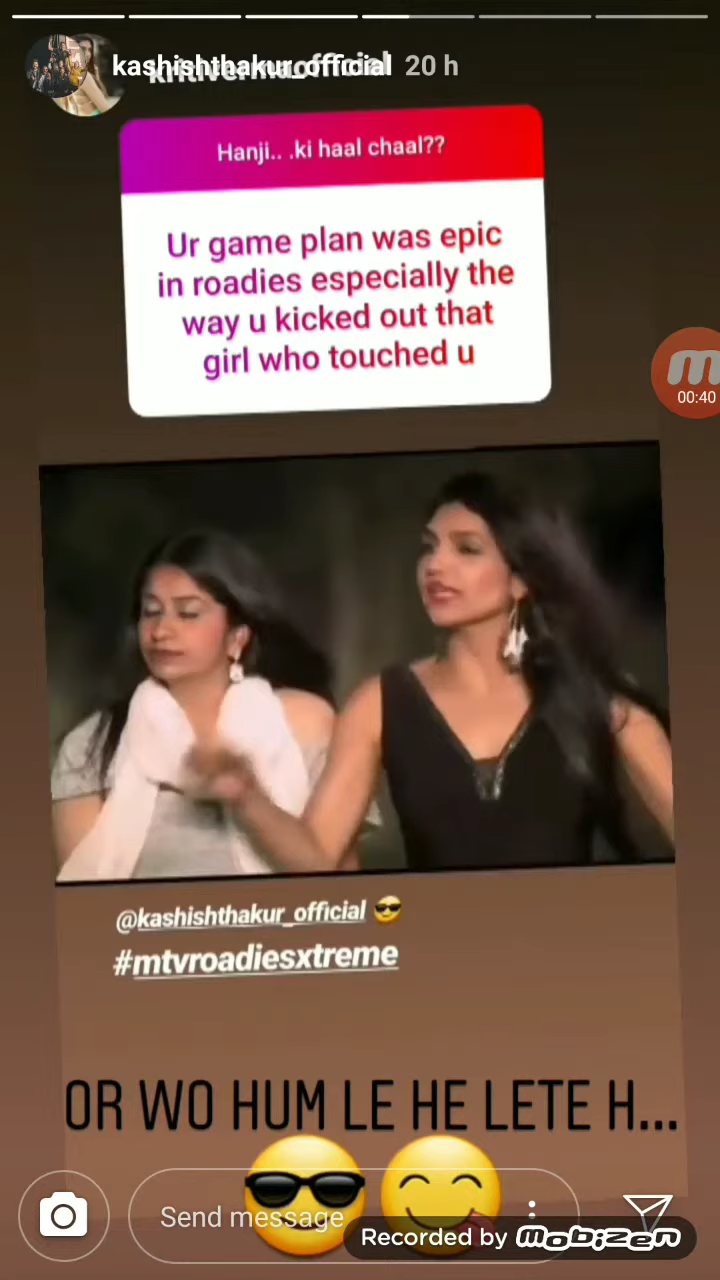 kashishthakur_official 20 h
kritiverma_official
Hanji.. .ki haal chaal??
Ur game plan was epic
in roadies especially the
way u kicked out that
girl who touched u
00:40
@kashishthakur_official
#mtvroadiesxtreme
OR WO HUM LE HE LETE H...
Send message
Recorded by mobizen